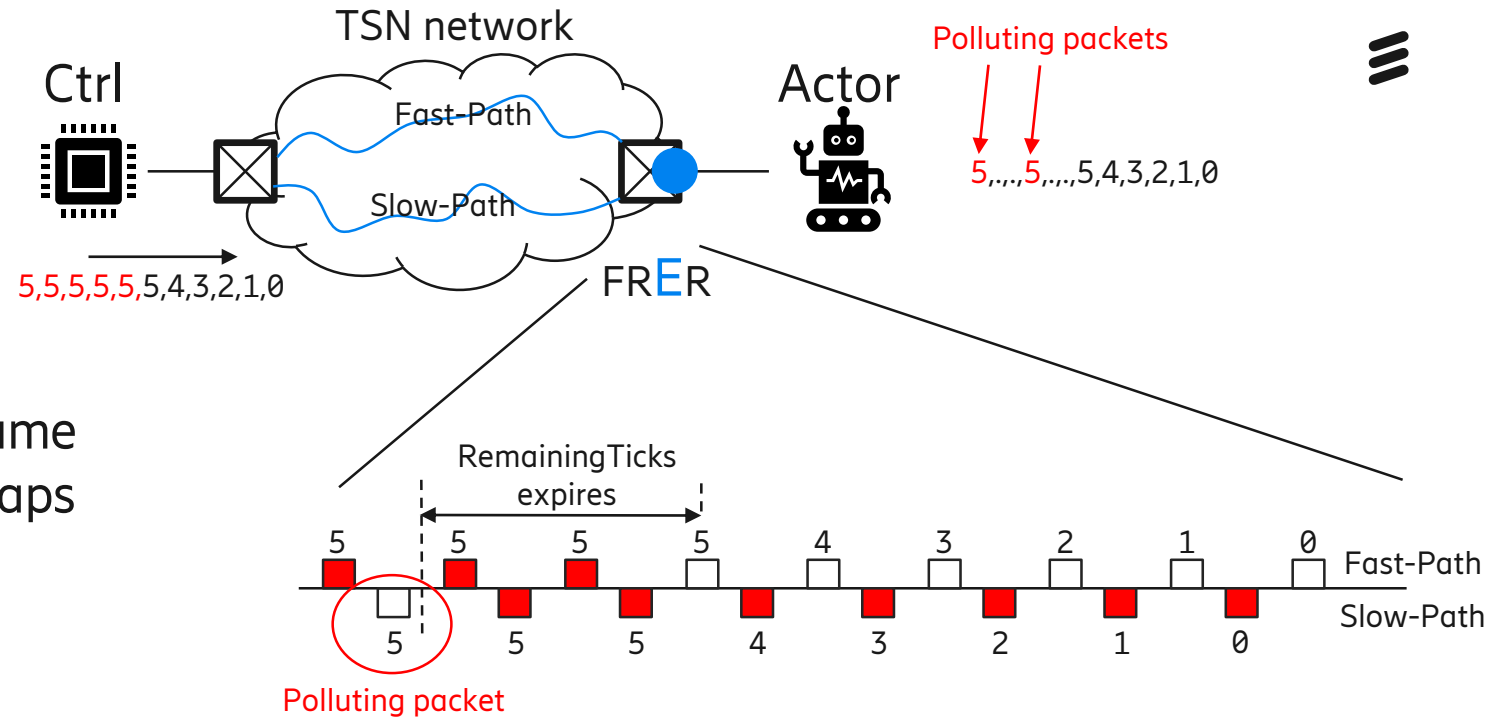 TSN network
Polluting packets
Ctrl
Actor
Fast-Path
5,.,.,5,.,.,5,4,3,2,1,0
Slow-Path
FRER
5,5,5,5,5,5,4,3,2,1,0
ume
aps
RemainingTicks
expires
5 5 5 5 4 3 2 1 0
Fast-Path
Slow-Path
5 5 5 4 3 2 1 0
Polluting packet